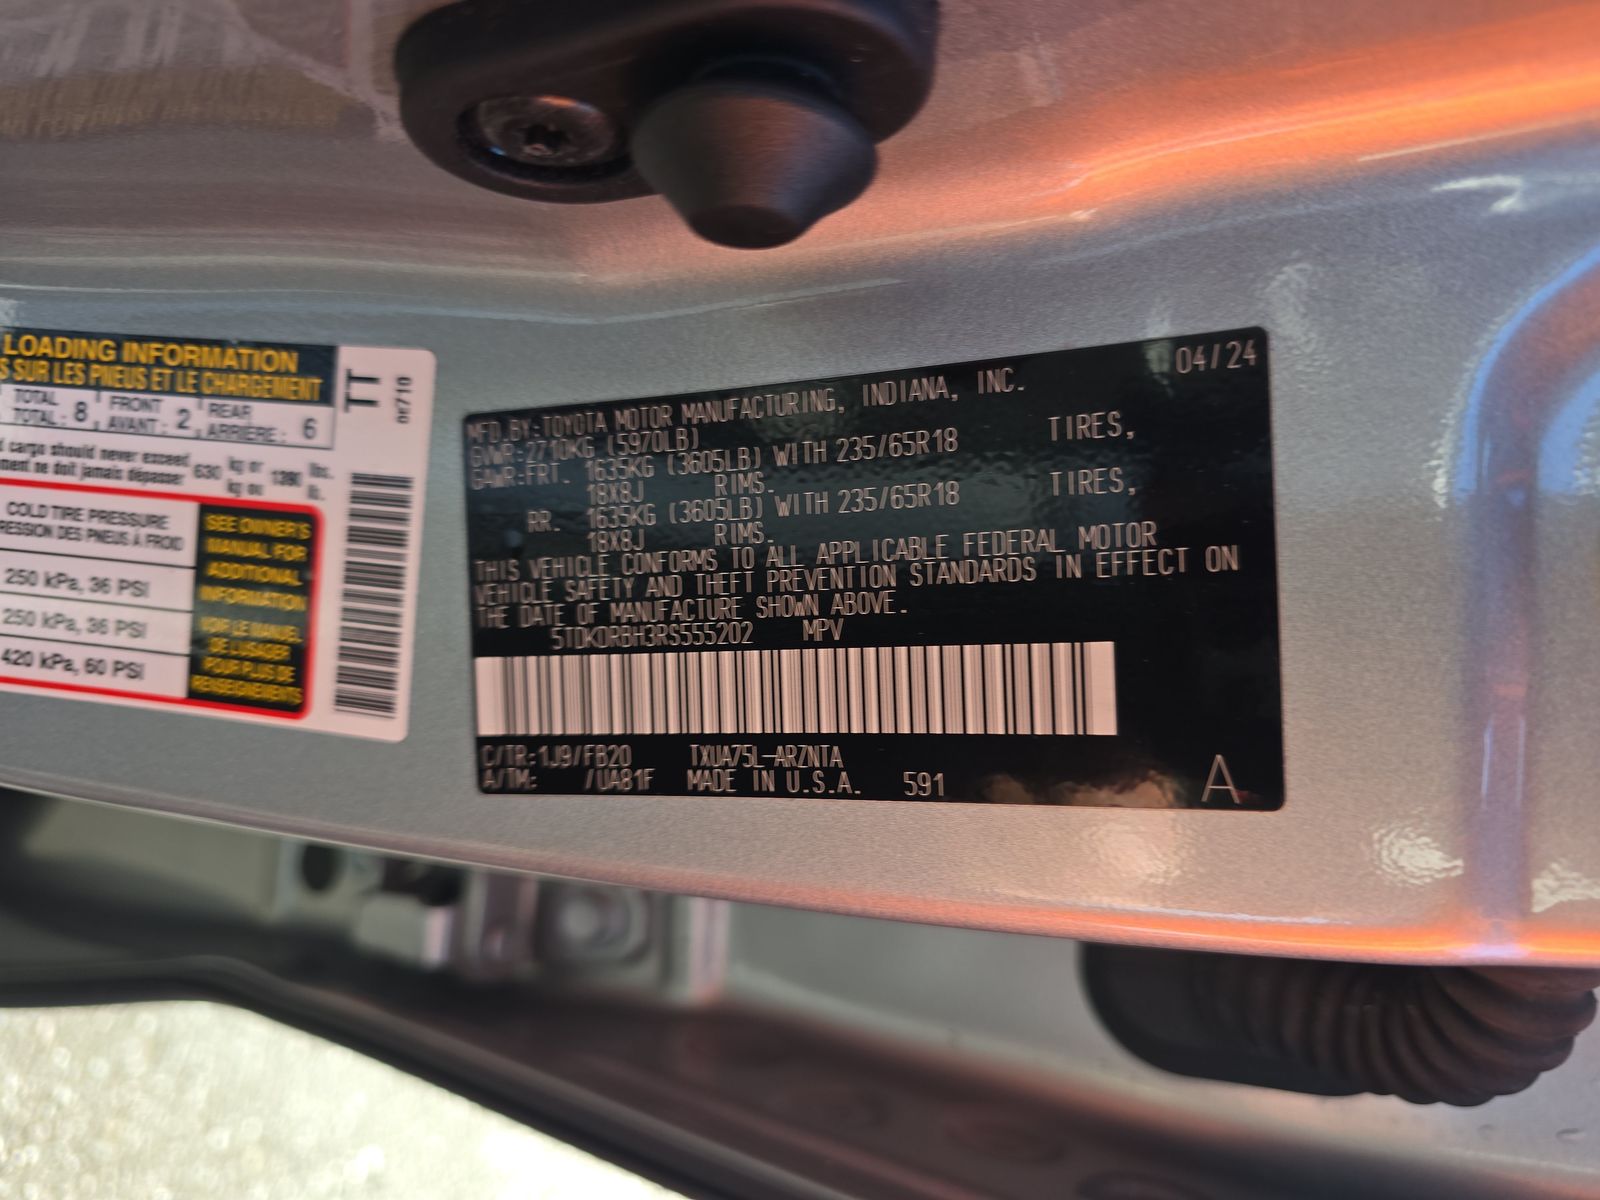 LOADING INFORMATION
S SUR LES PNEUS ET LE CHARGEMENT
TOTAL
TOTAL : 8
FRONT
AVANT : 2
REAR
ARRIÈRE : 6
d cargo should never exceed
ment ne doit jamais dépasser
630
kg or
kg ou
1390
lbs.
lb.
COLD TIRE PRESSURE
RESSION DES PNEUS À FROID
250 kPa, 36 PSI
250 kPa, 36 PSI
420 kPa, 60 PSI
SEE OWNER'S
MANUAL FOR
ADDITIONAL
INFORMATION
VOIR LE MANUEL
DE L'USAGER
POUR PLUS DE
RENSEIGNEMENTS
TT
0E710
04/24
MFD.BY:TOYOTA MOTOR MANUFACTURING, INDIANA, INC.
GVWR:2710KG (5970LB)
GAWR:FRT. 1635KG (3605LB) WITH 235/65R18 TIRES,
18X8J RIMS.
RR. 1635KG (3605LB) WITH 235/65R18 TIRES,
18X8J RIMS.
THIS VEHICLE CONFORMS TO ALL APPLICABLE FEDERAL MOTOR
VEHICLE SAFETY AND THEFT PREVENTION STANDARDS IN EFFECT ON
THE DATE OF MANUFACTURE SHOWN ABOVE.
5TDKDRBH3RS555202 MPV
C/TR:1J9/FB20 TXUA75L-ARZNTA
A/TM: /UA81F MADE IN U.S.A. 591
A